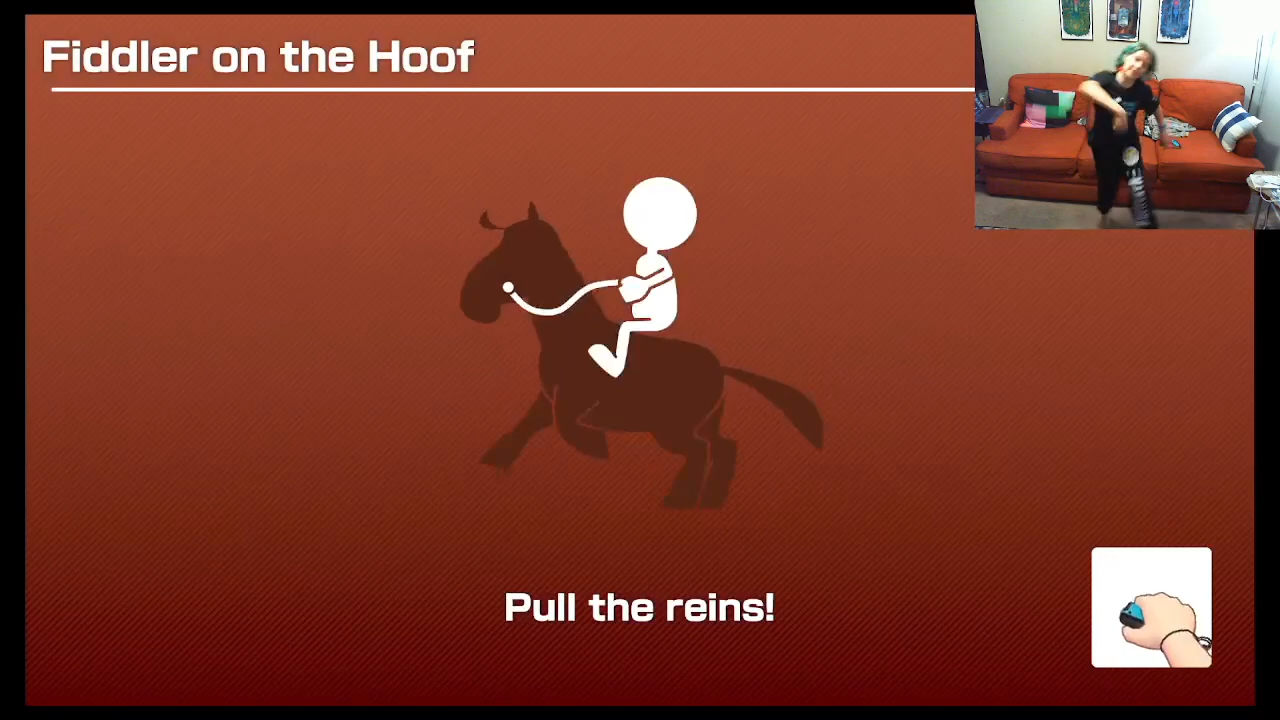 Fiddler on the Hoof
Pull the reins!